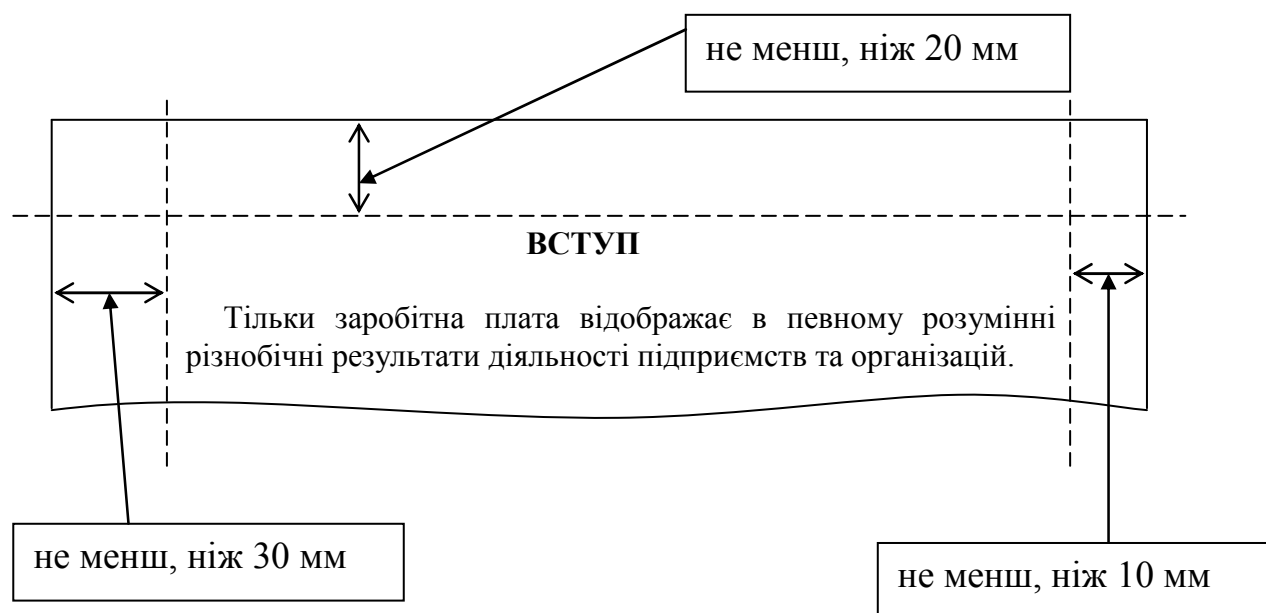 не менш, ніж 20 мм
ВСТУП
Тільки заробітна плата відображає в певному розумінні
різнобічні результати діяльності підприємств та організацій.
не менш, ніж 30 мм
не менш, ніж 10 мм